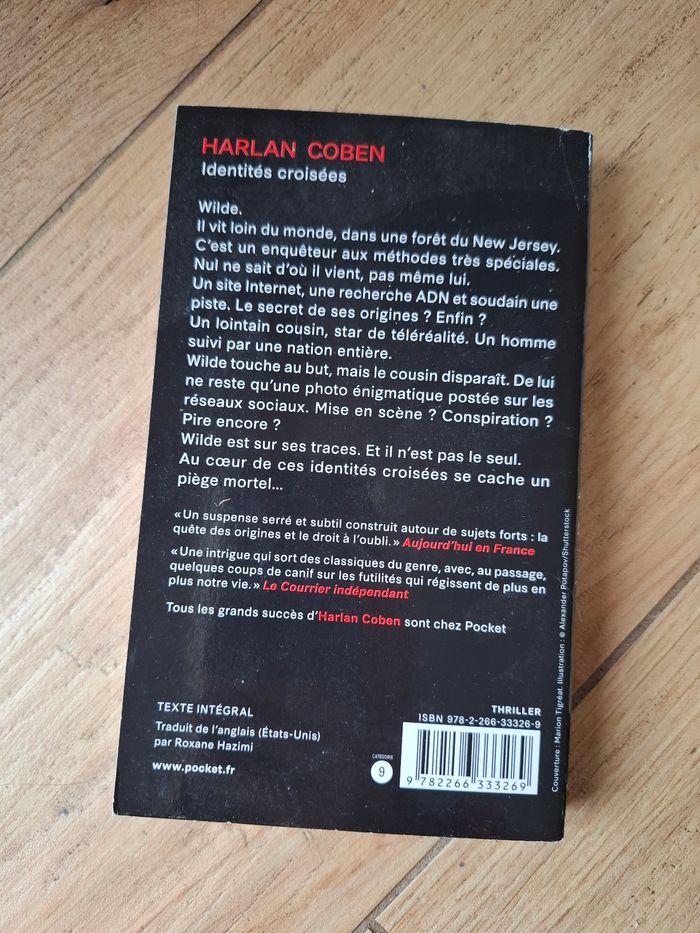 HARLAN COBEN
Identités croisées
Wilde.
Il vit loin du monde, dans une forêt du New Jersey.
C'est un enquêteur aux méthodes très spéciales.
Nul ne sait d'où il vient, pas même lui.
Un site Internet, une recherche ADN et soudain une
piste. Le secret de ses origines ? Enfin ?
Un lointain cousin, star de téléréalité. Un homme
suivi par une nation entière.
Wilde touche au but, mais le cousin disparaît. De lui
ne reste qu'une photo énigmatique postée sur les
réseaux sociaux. Mise en scène ? Conspiration ?
Pire encore ?
Wilde est sur ses traces. Et il n'est pas le seul.
Au cœur de ces identités croisées se cache un
piège mortel...
« Un suspense serré et subtil construit autour de sujets forts : la
quête des origines et le droit à l'oubli. » Aujourd'hui en France
« Une intrigue qui sort des classiques du genre, avec, au passage,
quelques coups de canif sur les futilités qui régissent de plus en
plus notre vie. » Le Courrier indépendant
Tous les grands succès d'Harlan Coben sont chez Pocket
TEXTE INTÉGRAL
Traduit de l'anglais (États-Unis)
par Roxane Hazimi
www.pocket.fr
CATÉGORIE
9
THRILLER
ISBN 978-2-266-33326-9
9 782266 333269
Couverture : Marion Tigréat. Illustration : © Alexander Potapov/Shutterstock